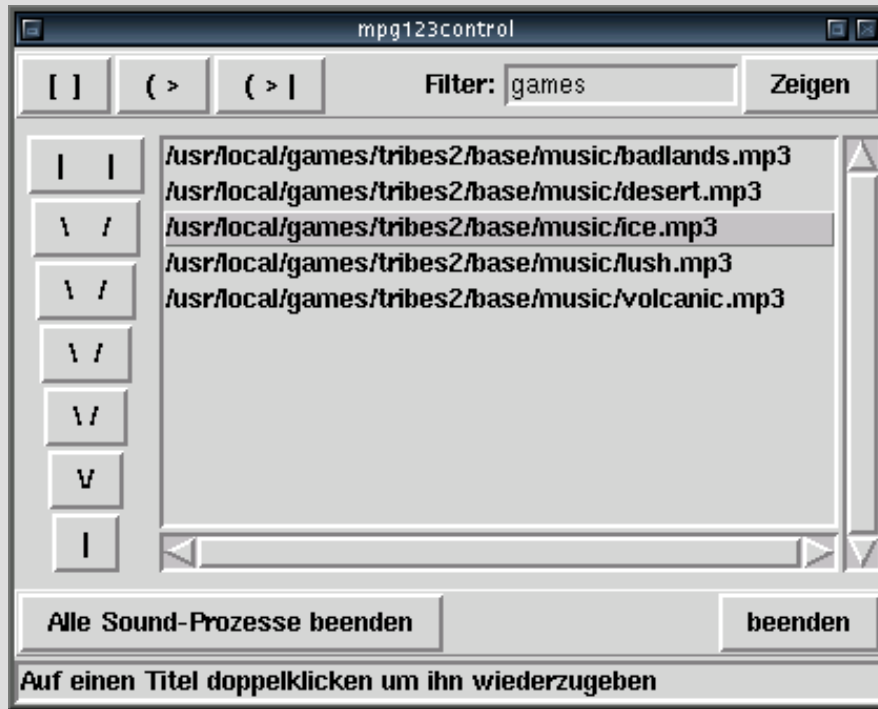 mpg123control
[ ] ( > ( > | Filter: games Zeigen
| |
\ /
\ /
\ /
\ /
\/
|
/usr/local/games/tribes2/base/music/badlands.mp3
/usr/local/games/tribes2/base/music/desert.mp3
/usr/local/games/tribes2/base/music/ice.mp3
/usr/local/games/tribes2/base/music/lush.mp3
/usr/local/games/tribes2/base/music/volcanic.mp3
Alle Sound-Prozesse beenden beenden
Auf einen Titel doppelklicken um ihn wiederzugeben